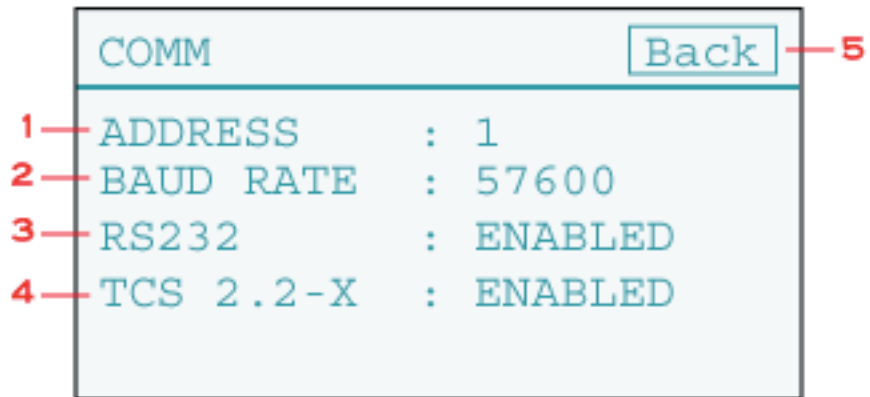 COMM Back 5
1 ADDRESS : 1
2 BAUD RATE : 57600
3 RS232 : ENABLED
4 TCS 2.2-X : ENABLED